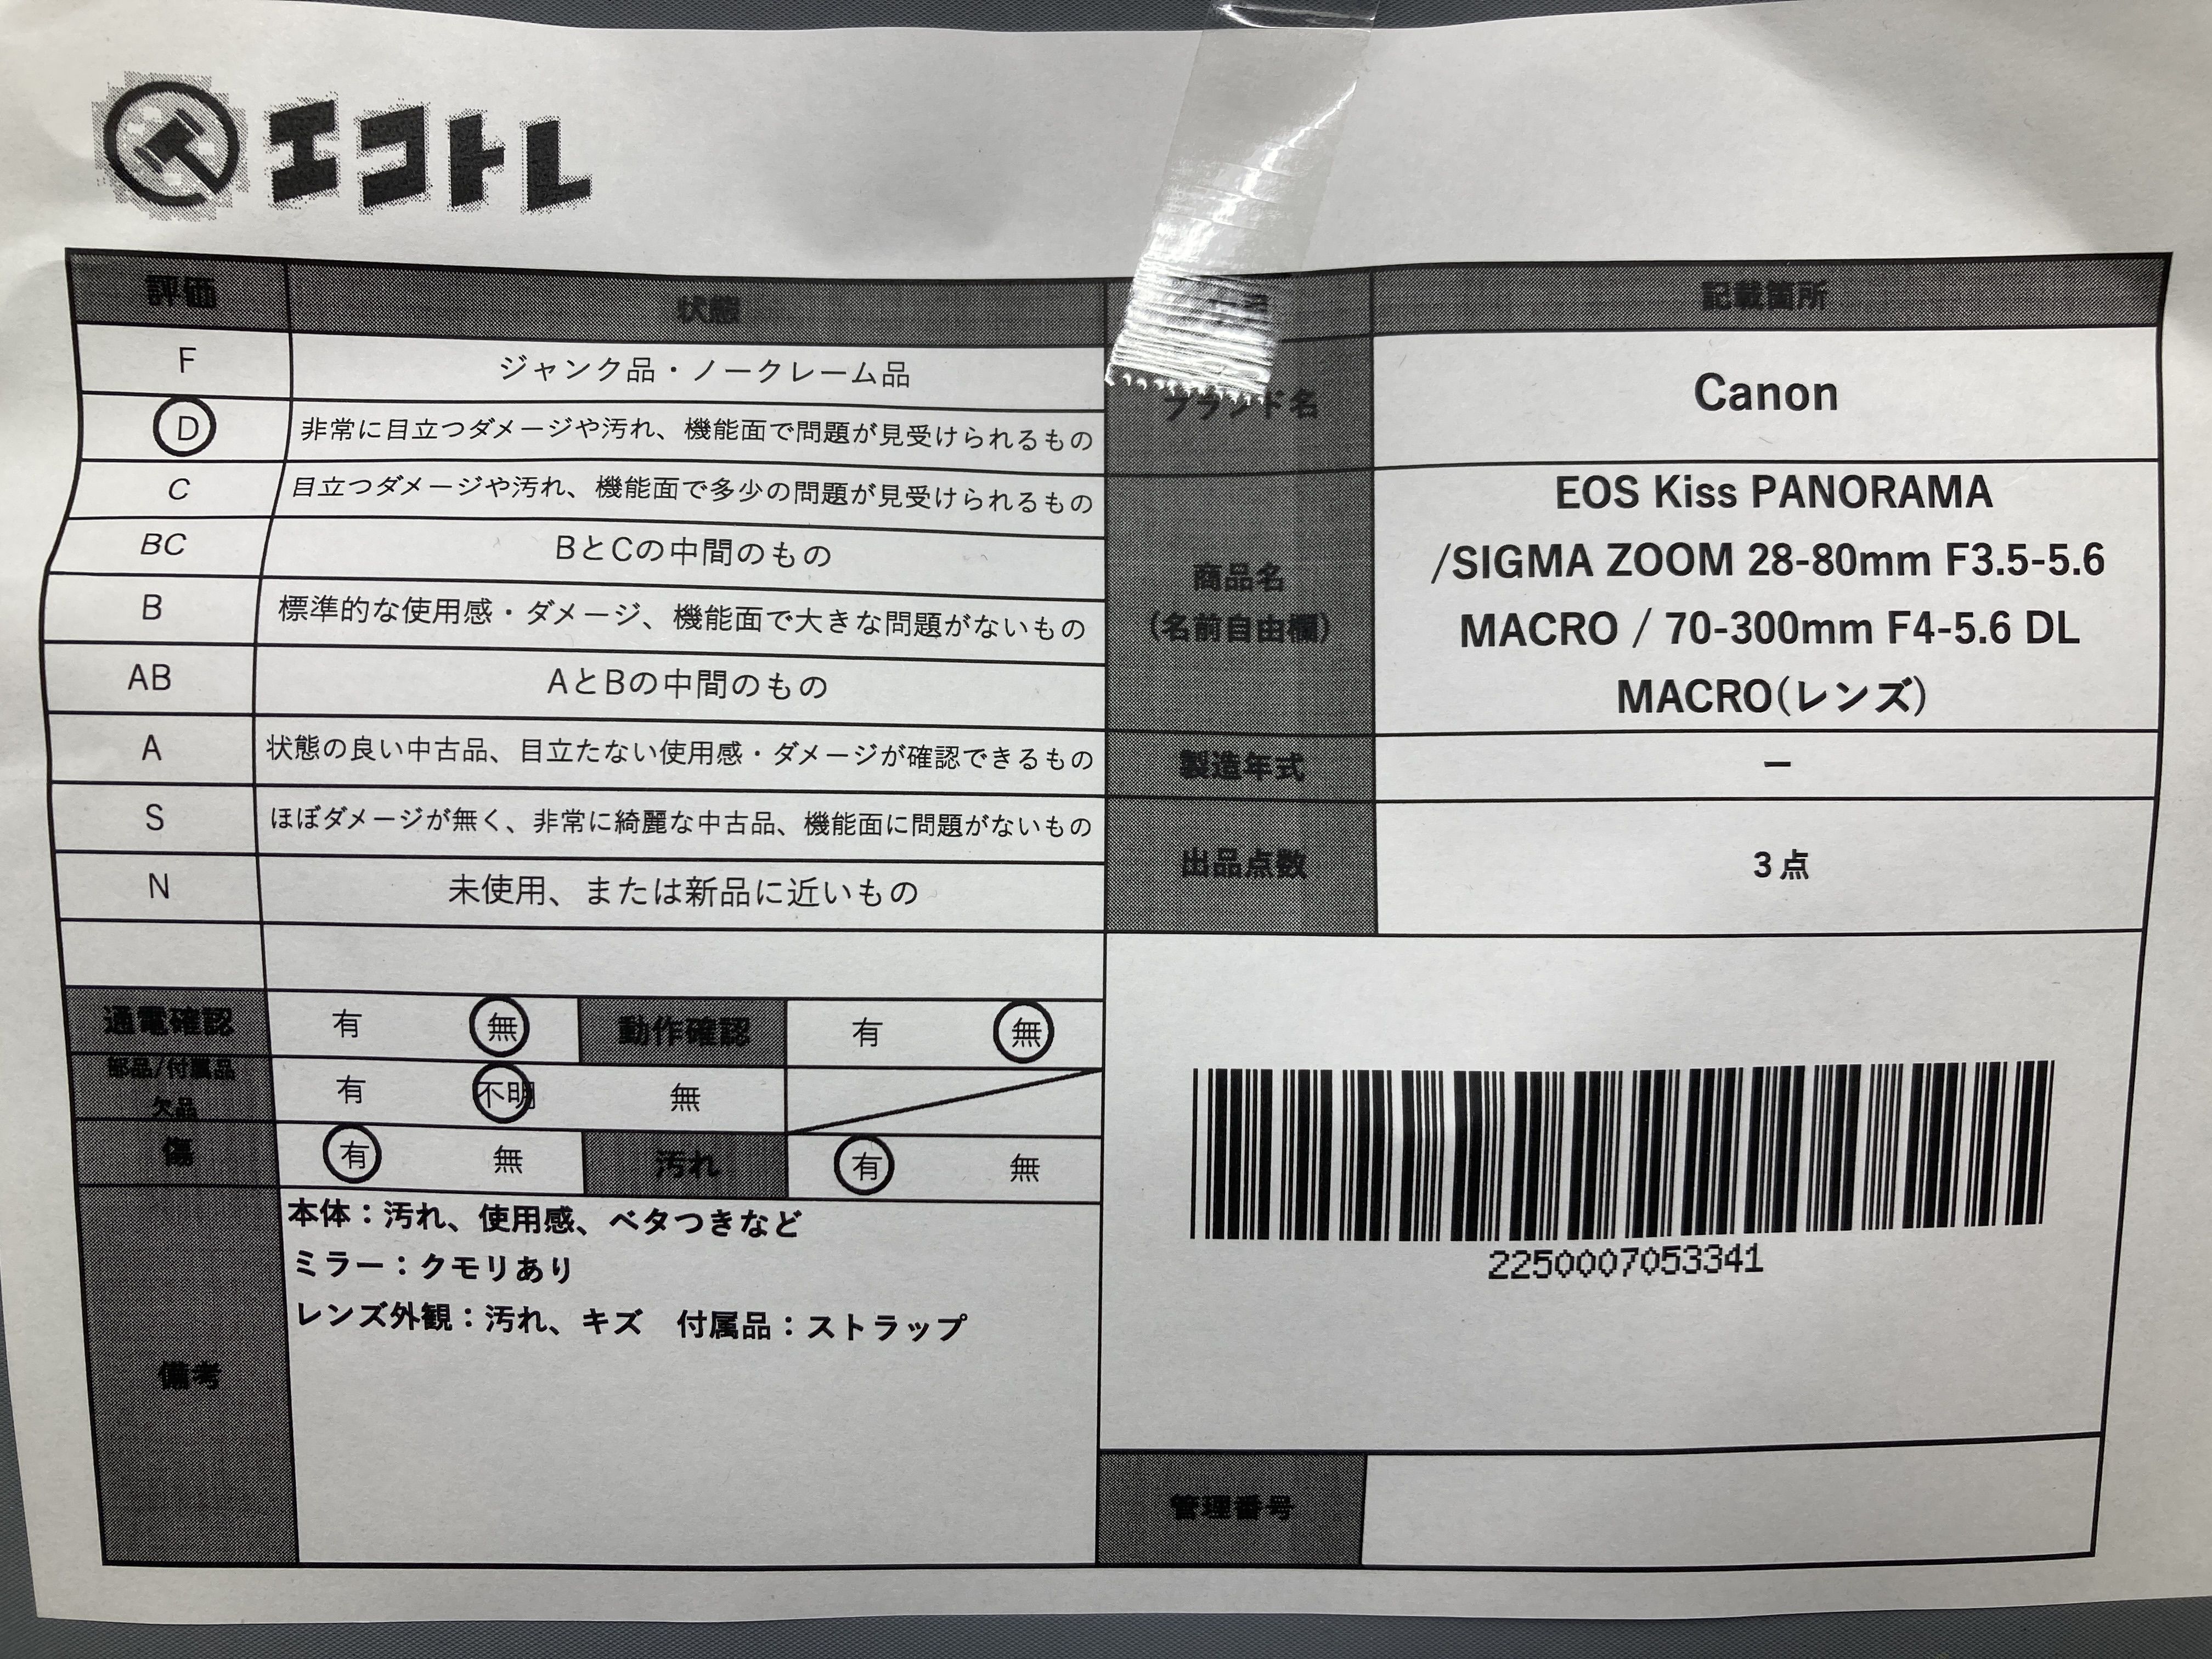 エコトレ
評価 状態
F ジャンク品・ノークレーム品
D 非常に目立つダメージや汚れ、機能面で問題が見受けられるもの
C 目立つダメージや汚れ、機能面で多少の問題が見受けられるもの
BC BとCの中間のもの
B 標準的な使用感・ダメージ、機能面で大きな問題がないもの
AB AとBの中間のもの
A 状態の良い中古品、目立たない使用感・ダメージが確認できるもの
S ほぼダメージが無く、非常に綺麗な中古品、機能面に問題がないもの
N 未使用、または新品に近いもの
通電確認 有 無 動作確認 有 無
部品/付属品
欠品 有 不明 無
傷 有 無 汚れ 有 無
備考
本体：汚れ、使用感、ベタつきなど
ミラー：クモリあり
レンズ外観：汚れ、キズ 付属品：ストラップ
記載箇所
ブランド名 Canon
商品名
(名前自由欄)
EOS Kiss PANORAMA
/SIGMA ZOOM 28-80mm F3.5-5.6
MACRO / 70-300mm F4-5.6 DL
MACRO(レンズ)
製造年式 ー
出品点数 3点
2250007053341
管理番号